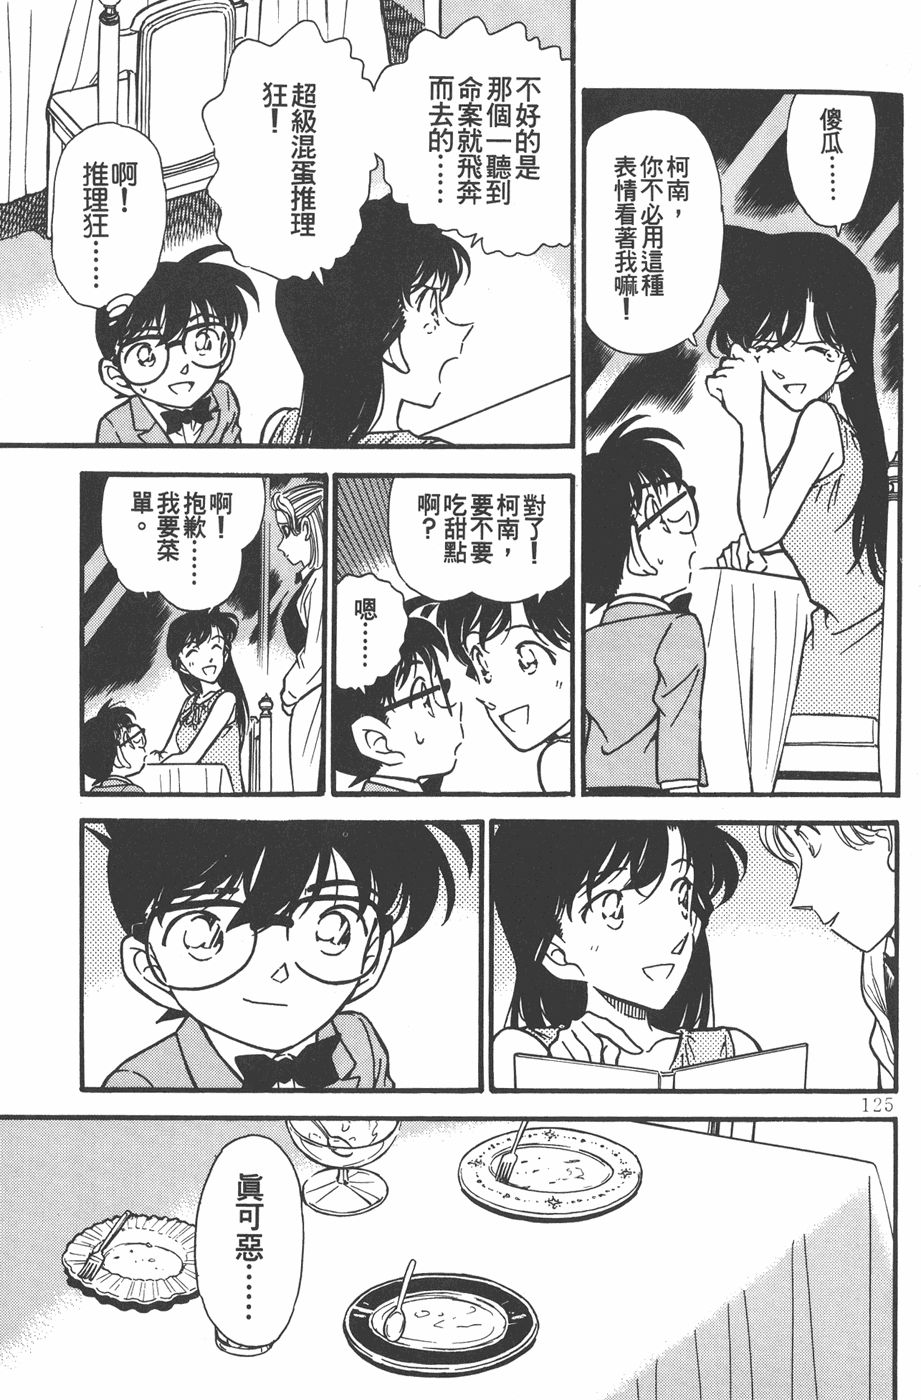 傻瓜……
柯南，
你不必用這種
表情看著我嘛！
不好的是
那個一聽到
命案就飛奔
而去的……
超級混蛋推理
狂！
啊！
推理狂……
對了！
柯南，
要不要
吃甜點
啊？
嗯……
啊！
抱歉……
我要菜
單。
125
眞可惡……